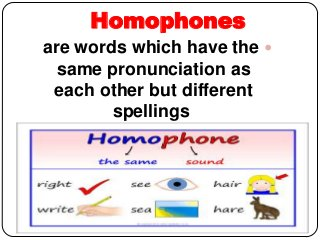 Homophones
are words which have the •
same pronunciation as
each other but different
spellings
Homophone
the same sound
right see hair
write sea hare